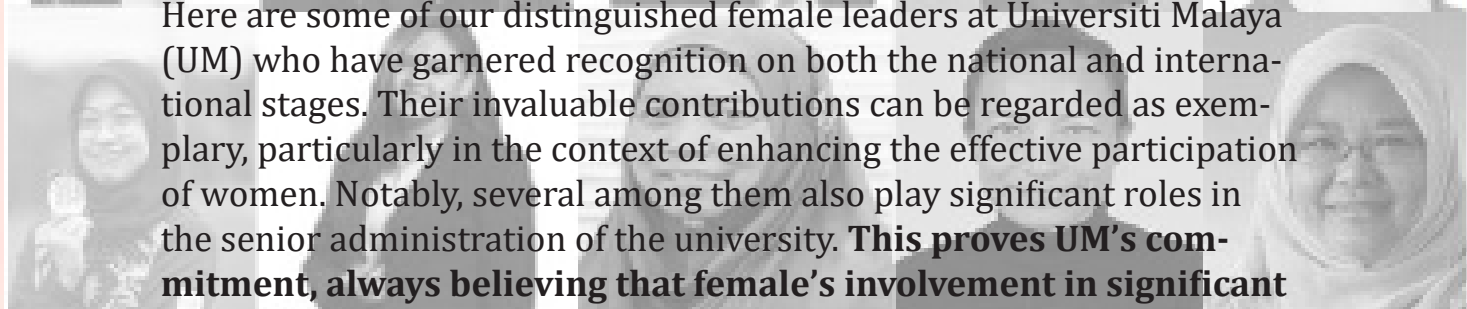 Here are some of our distinguished female leaders at Universiti Malaya
(UM) who have garnered recognition on both the national and interna-
tional stages. Their invaluable contributions can be regarded as exem-
plary, particularly in the context of enhancing the effective participation
of women. Notably, several among them also play significant roles in
the senior administration of the university. This proves UM's com-
mitment, always believing that female's involvement in significant